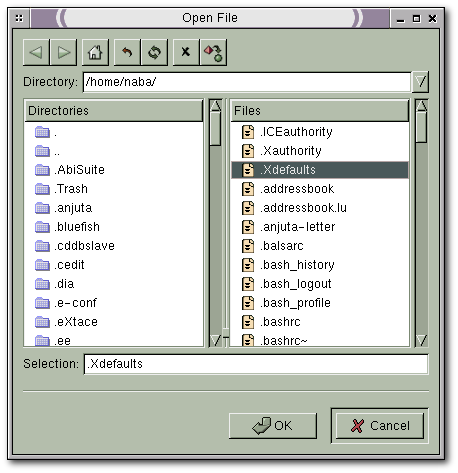 Open File
Directory: /home/naba/
Directories
.
..
.AbiSuite
.Trash
.anjuta
.bluefish
.cddbslave
.cedit
.dia
.e-conf
.eXtace
.ee
Files
.ICEauthority
.Xauthority
.Xdefaults
.addressbook
.addressbook.lu
.anjuta-letter
.balsarc
.bash_history
.bash_logout
.bash_profile
.bashrc
.bashrc~
Selection: .Xdefaults
OK Cancel